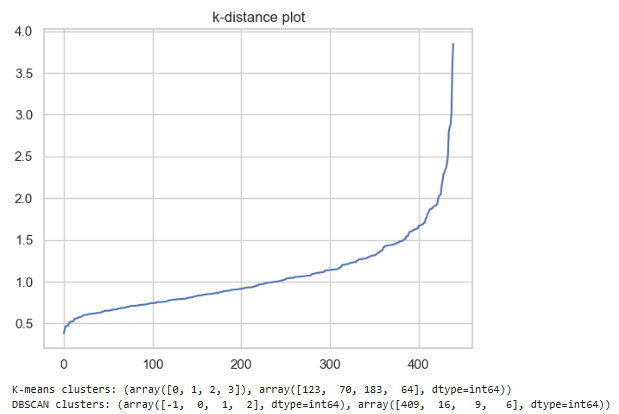 k-distance plot
4.0
3.5
3.0
2.5
2.0
1.5
1.0
0.5
0 100 200 300 400
K-means clusters: (array([0, 1, 2, 3]), array([123,  70, 183,  64], dtype=int64))
DBSCAN clusters: (array([-1,  0,  1,  2], dtype=int64), array([409,  16,   9,   6], dtype=int64))